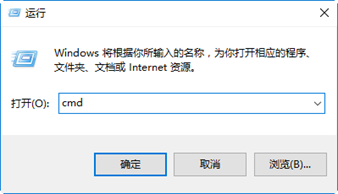 运行
Windows 将根据你所输入的名称，为你打开相应的程序、
文件夹、文档或 Internet 资源。
打开(O): cmd
确定 取消 浏览(B)...